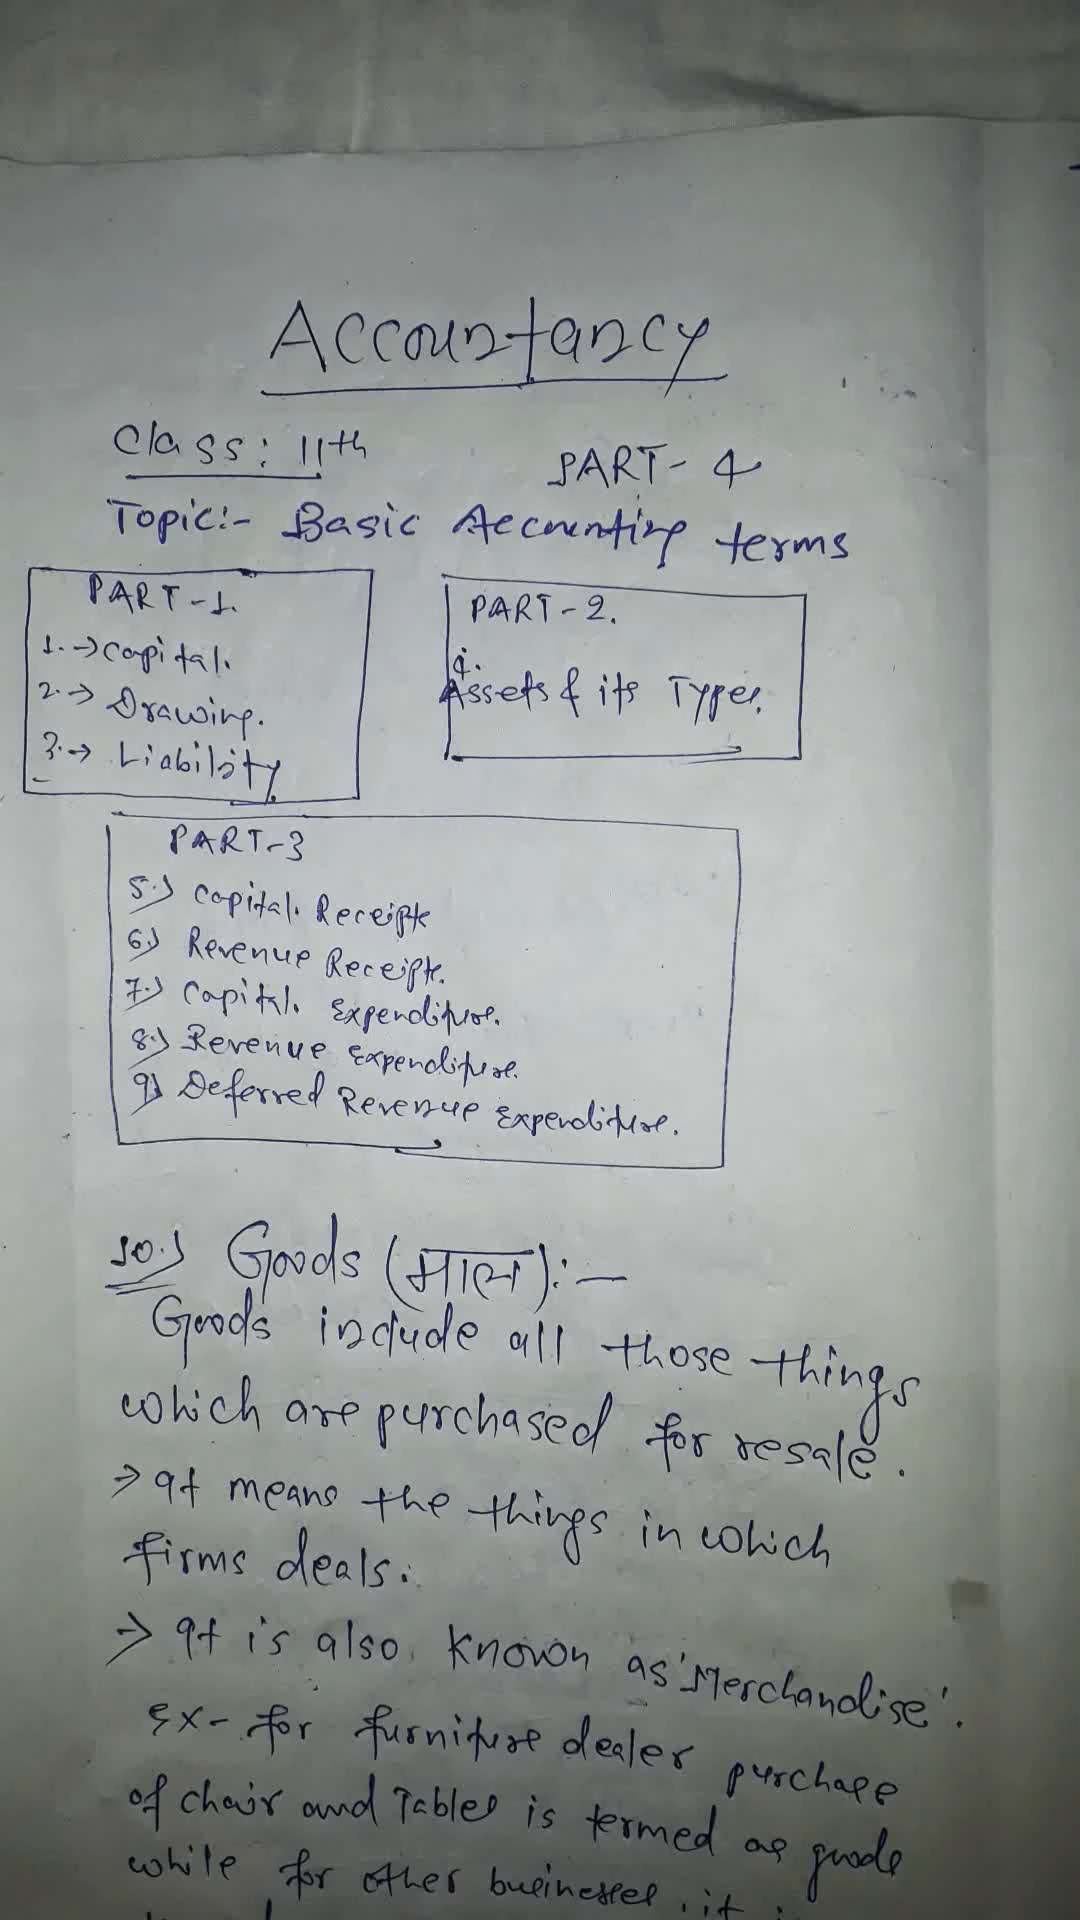 Accountancy
Class: 11th
PART- 4
Topic:- Basic Accounting terms
PART-1.
1.→Capital.
2.→ Drawing.
3.→ Liability
PART-2.
4.
Assets & its Types.
PART-3
5.) Capital Receipts
6.) Revenue Receipts.
7.) Capital Expenditure.
8.) Revenue Expenditure.
9.) Deferred Revenue Expenditure.
10.) Goods (माल):-
Goods include all those things
which are purchased for resale.
→ It means the things in which
firms deals.
→ It is also known as 'Merchandise'.
Ex- for furniture dealer purchase
of chair and Tables is termed as goods
while for other businesses, it